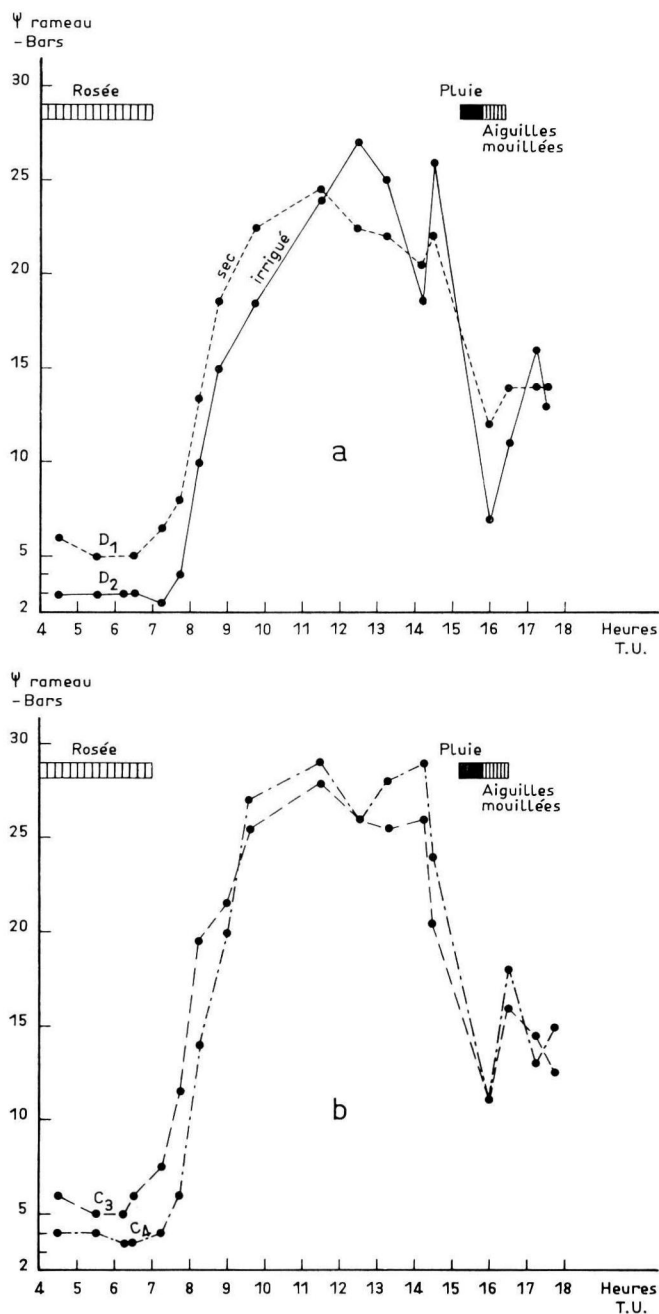 Ψ rameau
– Bars
30
25
20
15
10
5
2
Rosée
Pluie
Aiguilles
mouillées
sec
irrigué
a
D1
D2
4 5 6 7 8 9 10 11 12 13 14 15 16 17 18 Heures
T.U.
Ψ rameau
– Bars
30
25
20
15
10
5
2
Rosée
Pluie
Aiguilles
mouillées
b
C3
C4
4 5 6 7 8 9 10 11 12 13 14 15 16 17 18 Heures
T.U.